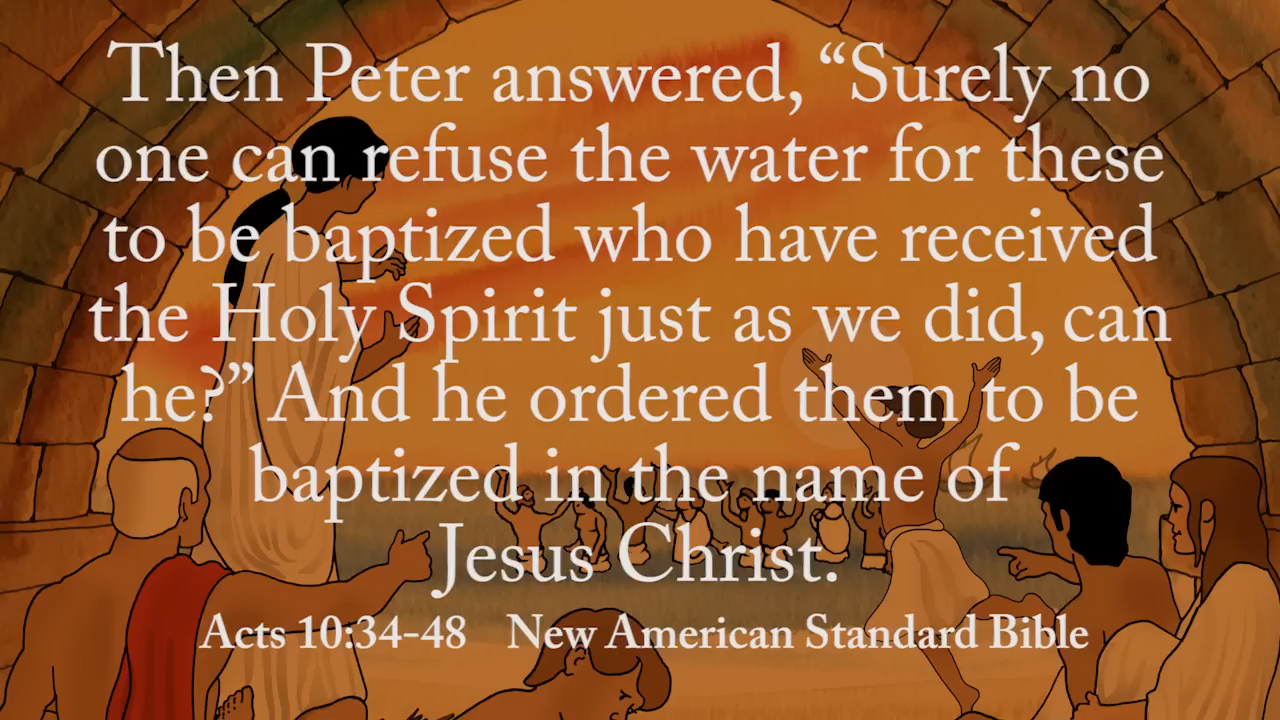 Then Peter answered, “Surely no
one can refuse the water for these
to be baptized who have received
the Holy Spirit just as we did, can
he?” And he ordered them to be
baptized in the name of
Jesus Christ.
Acts 10:34-48 New American Standard Bible